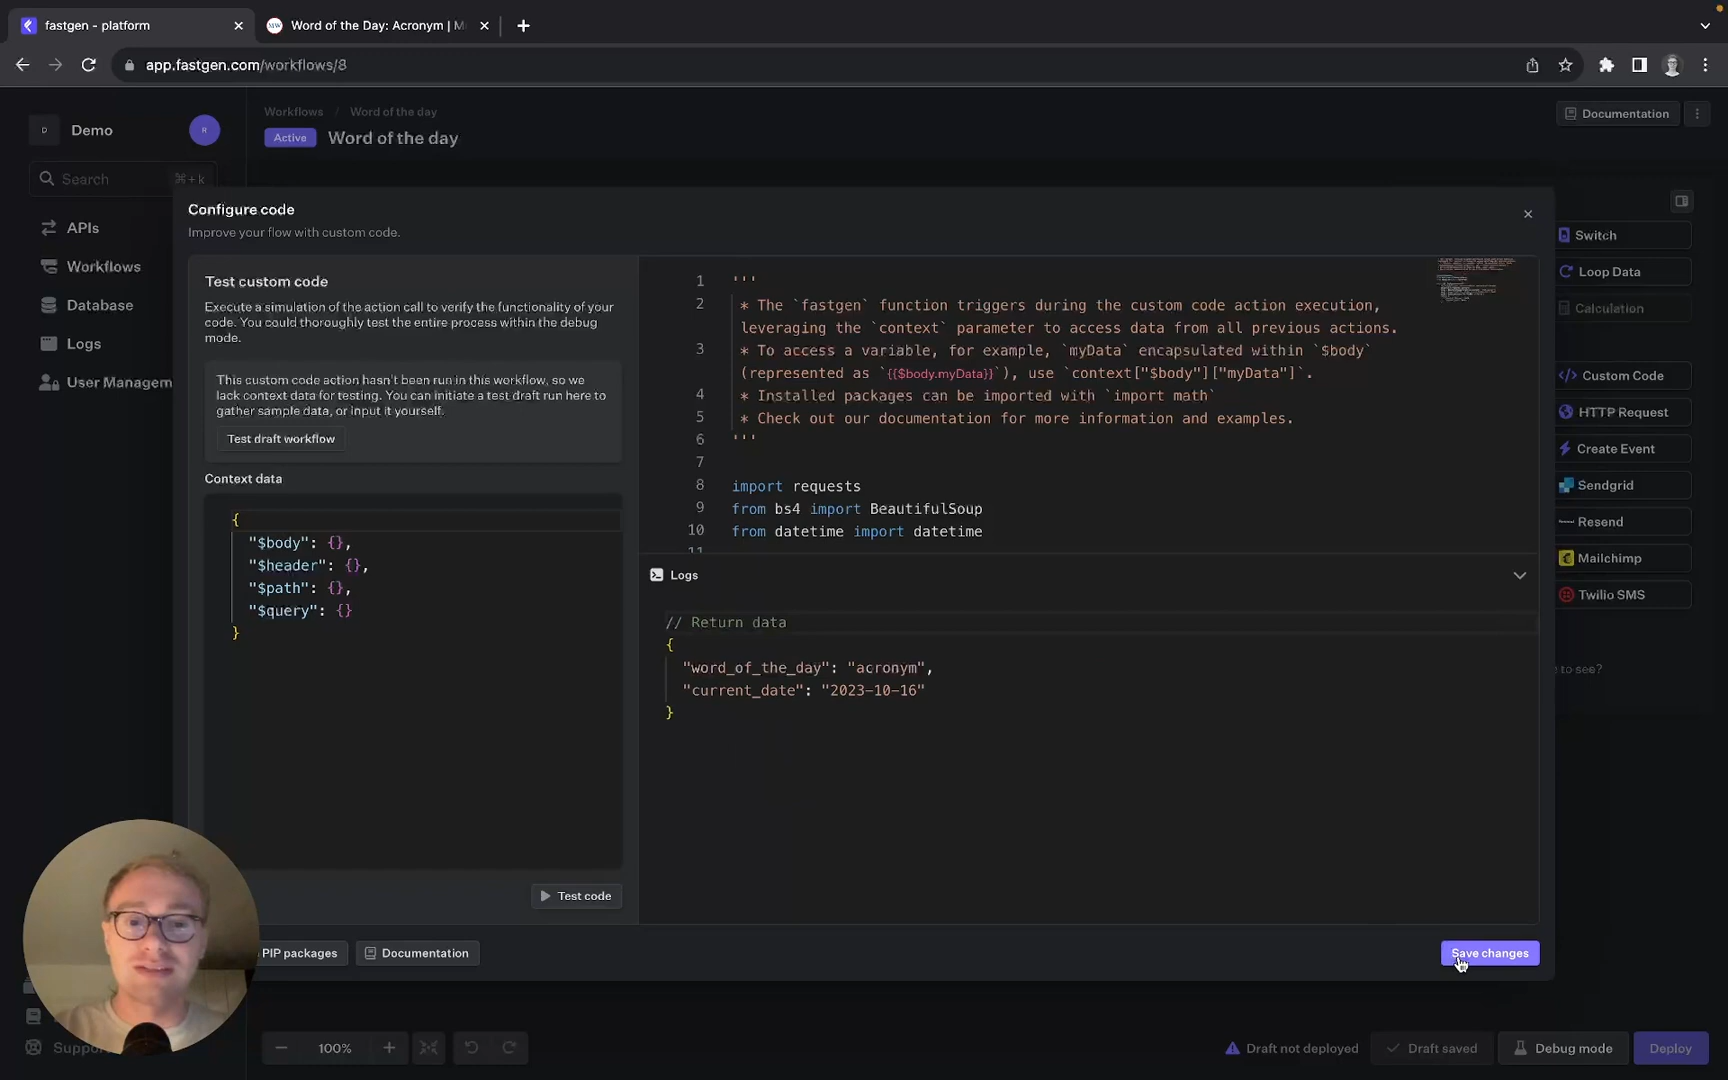 fastgen - platform
Word of the Day: Acronym | M
app.fastgen.com/workflows/8
D
Demo
R
Search
⌘+k
APIs
Workflows
Database
Logs
User Managem
Workflows / Word of the day
Active
Word of the day
Documentation
Configure code
Improve your flow with custom code.
Test custom code
Execute a simulation of the action call to verify the functionality of your
code. You could thoroughly test the entire process within the debug
mode.
This custom code action hasn't been run in this workflow, so we
lack context data for testing. You can initiate a test draft run here to
gather sample data, or input it yourself.
Test draft workflow
Context data
{
"$body": {},
"$header": {},
"$path": {},
"$query": {}
}
Test code
1 '''
2 * The `fastgen` function triggers during the custom code action execution,
leveraging the `context` parameter to access data from all previous actions.
3 * To access a variable, for example, `myData` encapsulated within `$body`
(represented as `{{$body.myData}}`), use `context["$body"]["myData"]`.
4 * Installed packages can be imported with `import math`
5 * Check out our documentation for more information and examples.
6 '''
7
8 import requests
9 from bs4 import BeautifulSoup
10 from datetime import datetime
11
Logs
// Return data
{
"word_of_the_day": "acronym",
"current_date": "2023-10-16"
}
PIP packages
Documentation
Save changes
Switch
Loop Data
Calculation
Custom Code
HTTP Request
Create Event
Sendgrid
Resend
Mailchimp
Twilio SMS
to see?
Suppor
100%
Draft not deployed
Draft saved
Debug mode
Deploy